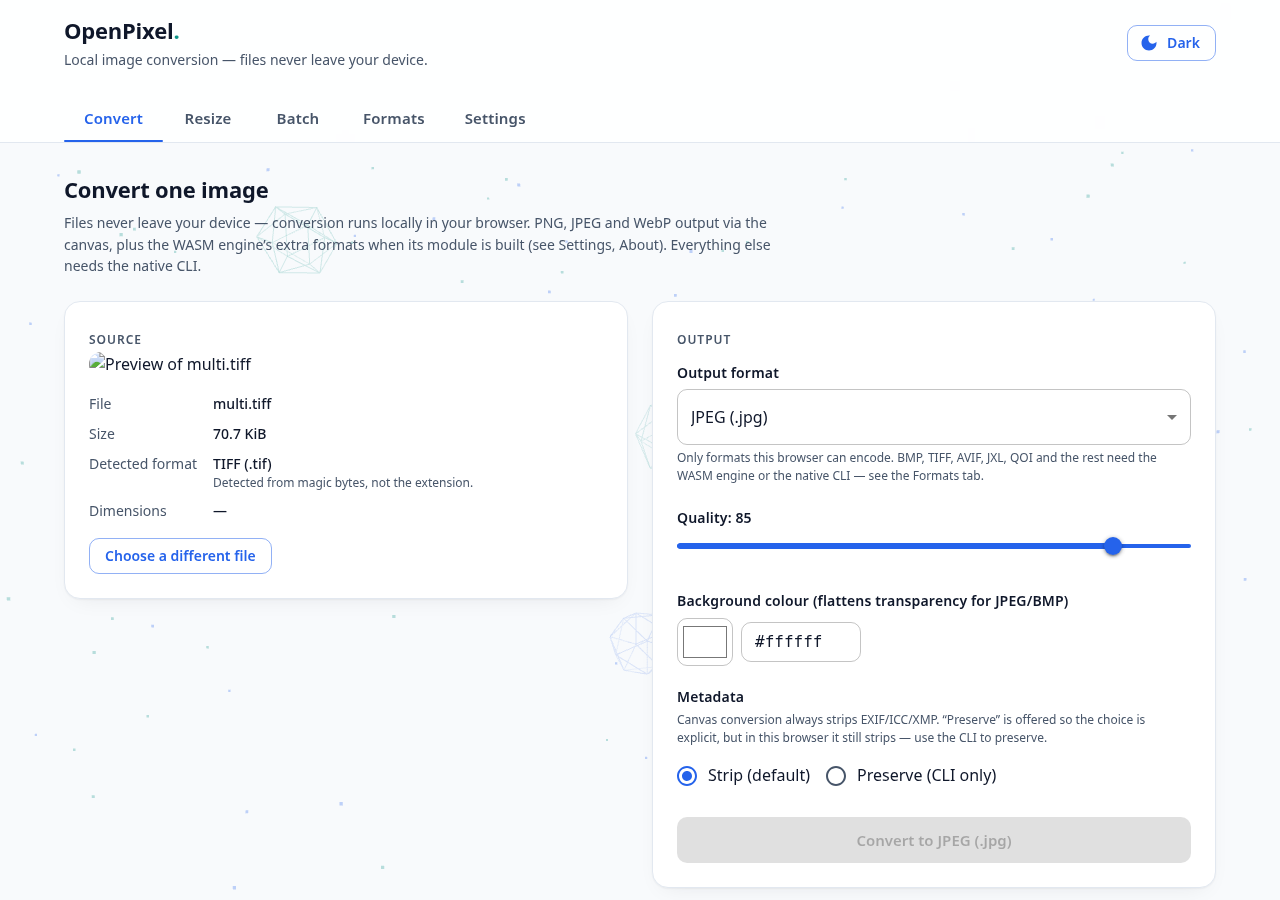 OpenPixel.
Local image conversion — files never leave your device.
Dark
Convert
Resize
Batch
Formats
Settings
Convert one image
Files never leave your device — conversion runs locally in your browser. PNG, JPEG and WebP output via the
canvas, plus the WASM engine's extra formats when its module is built (see Settings, About). Everything else
needs the native CLI.
SOURCE
Preview of multi.tiff
File multi.tiff
Size 70.7 KiB
Detected format TIFF (.tif)
Detected from magic bytes, not the extension.
Dimensions —
Choose a different file
OUTPUT
Output format
JPEG (.jpg)
Only formats this browser can encode. BMP, TIFF, AVIF, JXL, QOI and the rest need the
WASM engine or the native CLI — see the Formats tab.
Quality: 85
Background colour (flattens transparency for JPEG/BMP)
#ffffff
Metadata
Canvas conversion always strips EXIF/ICC/XMP. “Preserve” is offered so the choice is
explicit, but in this browser it still strips — use the CLI to preserve.
Strip (default)
Preserve (CLI only)
Convert to JPEG (.jpg)